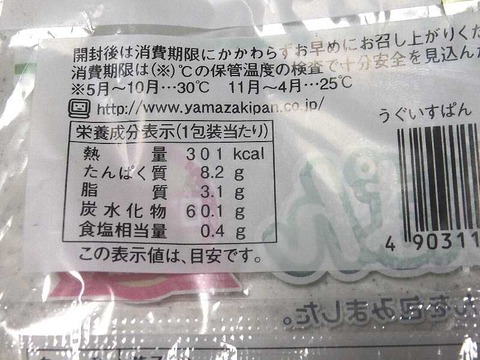 開封後は消費期限にかかわらずお早めにお召し上がりくだ
消費期限は(※)℃の保管温度の検査で十分安全を見込んだ
※5月〜10月…30℃ 11月〜4月…25℃
http://www.yamazakipan.co.jp/
うぐいすぱん
栄養成分表示(1包装当たり)
熱量 301 kcal
たんぱく質 8.2 g
脂質 3.1 g
炭水化物 60.1 g
食塩相当量 0.4 g
この表示値は、目安です。
4 90311
を包みました。